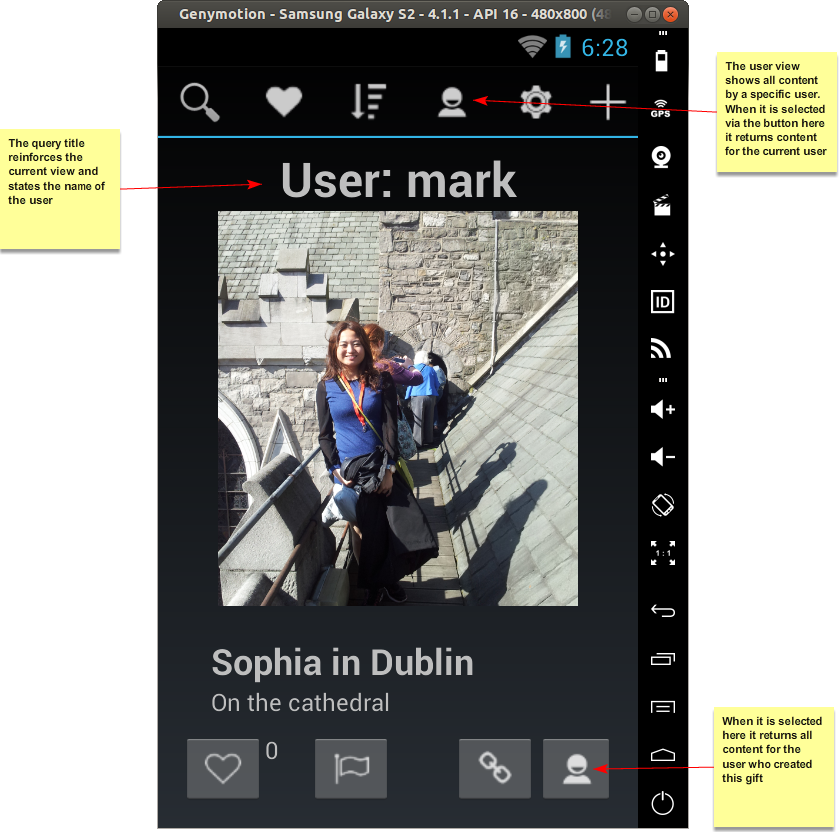 Genymotion - Samsung Galaxy S2 - 4.1.1 - API 16 - 480x800 (48
6:28
The user view
shows all content
by a specific user.
When it is selected
via the button here
it returns content
for the current user
GPS
The query title
reinforces the
current view and
states the name of
the user
User: mark
ID
1:1
Sophia in Dublin
On the cathedral
0
When it is selected
here it returns all
content for the
user who created
this gift